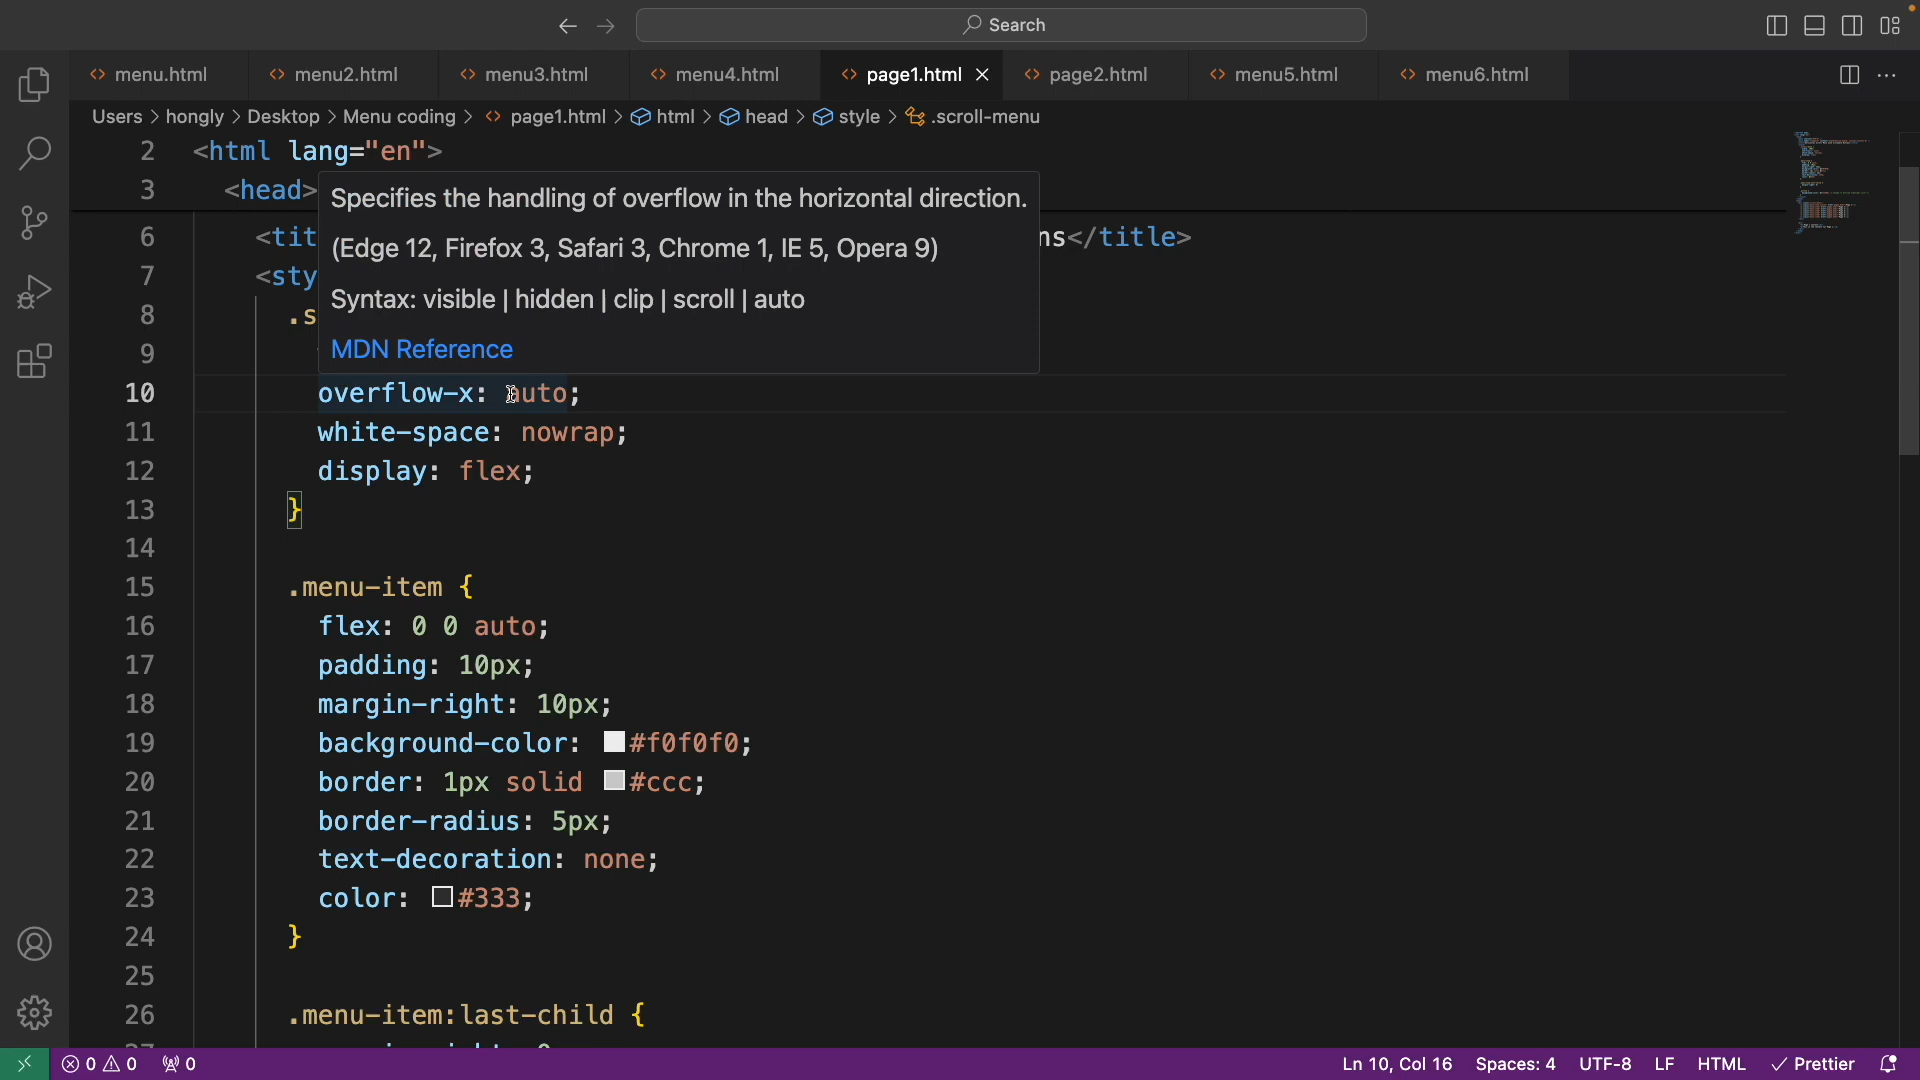 Search
menu.html menu2.html menu3.html menu4.html page1.html page2.html menu5.html menu6.html
Users > hongly > Desktop > Menu coding > page1.html > html > head > style > .scroll-menu
2 <html lang="en">
3 <head>
Specifies the handling of overflow in the horizontal direction.
(Edge 12, Firefox 3, Safari 3, Chrome 1, IE 5, Opera 9)
Syntax: visible | hidden | clip | scroll | auto
MDN Reference
6 <tit ns</title>
7 <sty
8 .s
9
10 overflow-x: auto;
11 white-space: nowrap;
12 display: flex;
13 }
14
15 .menu-item {
16 flex: 0 0 auto;
17 padding: 10px;
18 margin-right: 10px;
19 background-color: #f0f0f0;
20 border: 1px solid #ccc;
21 border-radius: 5px;
22 text-decoration: none;
23 color: #333;
24 }
25
26 .menu-item:last-child {
0 0 0 Ln 10, Col 16 Spaces: 4 UTF-8 LF HTML Prettier